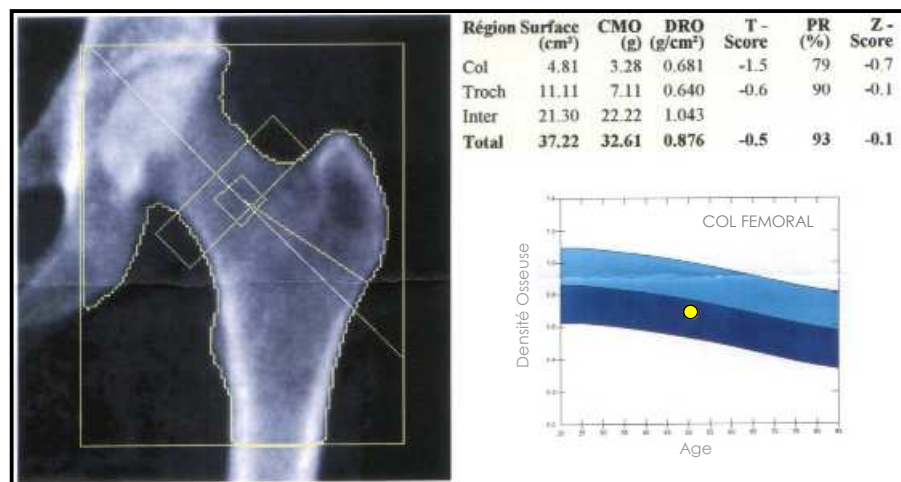 Région Surface CMO DRO T - PR Z -
(cm²) (g) (g/cm²) Score (%) Score
Col 4.81 3.28 0.681 -1.5 79 -0.7
Troch 11.11 7.11 0.640 -0.6 90 -0.1
Inter 21.30 22.22 1.043
Total 37.22 32.61 0.876 -0.5 93 -0.1
COL FEMORAL
Densité Osseuse
Age